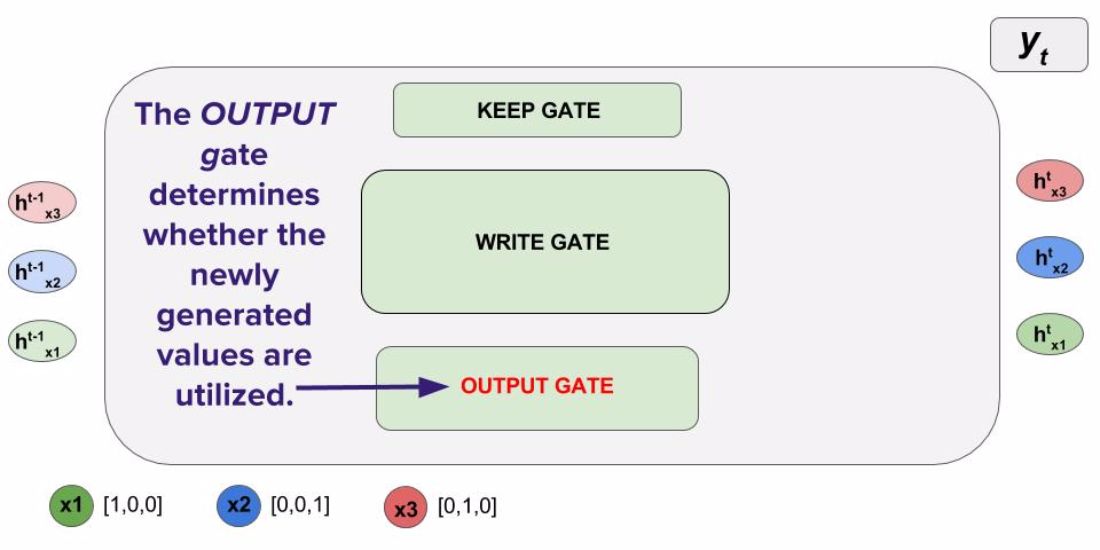 y t
The OUTPUT
gate
determines
whether the
newly
generated
values are
utilized.
KEEP GATE
WRITE GATE
OUTPUT GATE
h t-1 x3
h t-1 x2
h t-1 x1
h t x3
h t x2
h t x1
x1 [1,0,0] x2 [0,0,1] x3 [0,1,0]